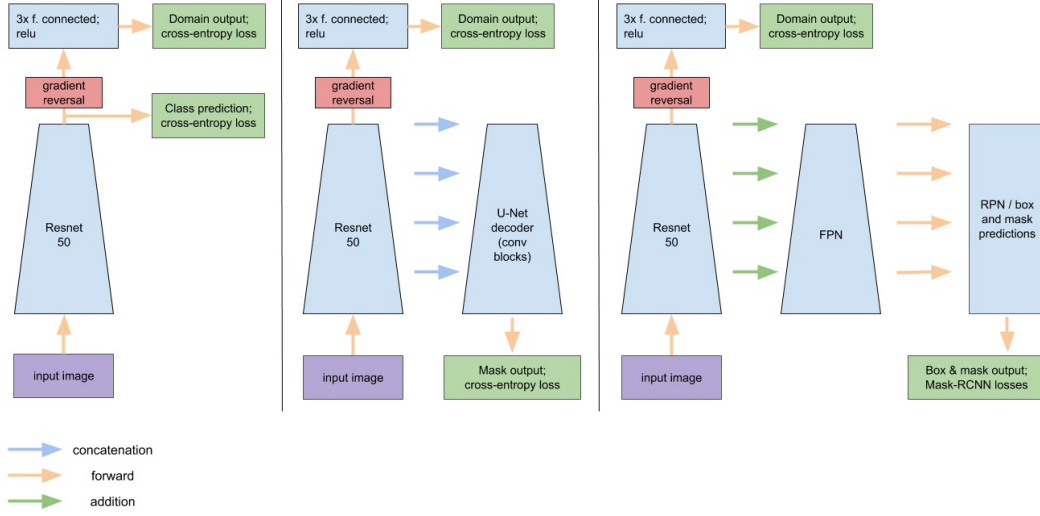 3x f. connected;
relu
Domain output;
cross-entropy loss
gradient
reversal
Class prediction;
cross-entropy loss
Resnet
50
input image
3x f. connected;
relu
Domain output;
cross-entropy loss
gradient
reversal
Resnet
50
U-Net
decoder
(conv
blocks)
input image
Mask output;
cross-entropy loss
3x f. connected;
relu
Domain output;
cross-entropy loss
gradient
reversal
Resnet
50
FPN
RPN / box
and mask
predictions
input image
Box & mask output;
Mask-RCNN losses
concatenation
forward
addition